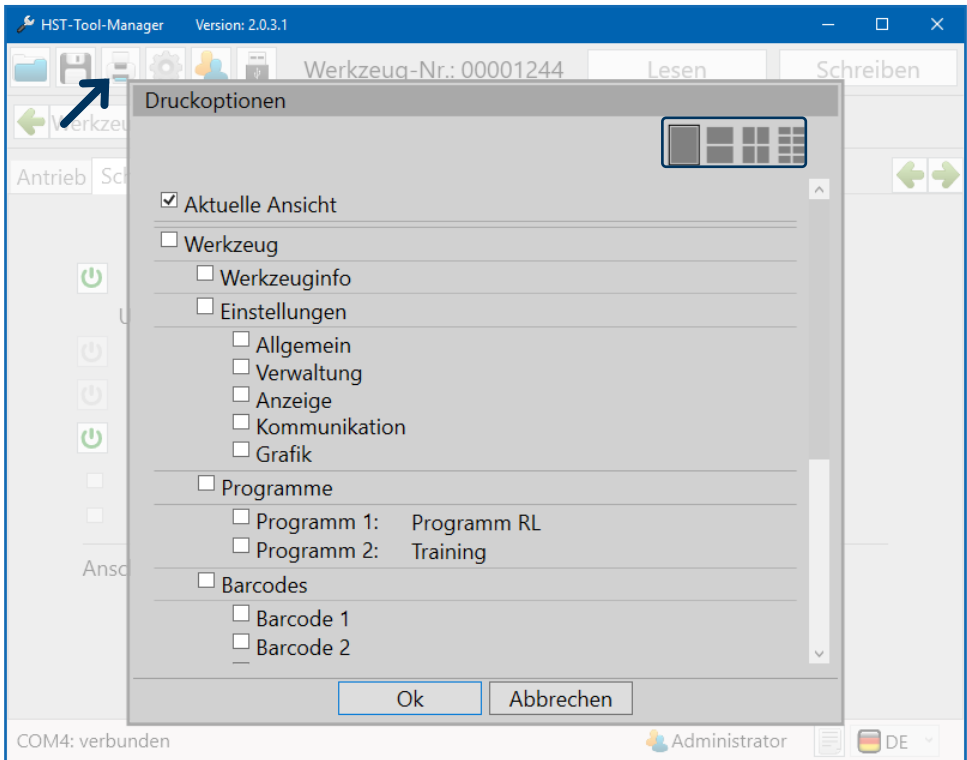 HST-Tool-Manager Version: 2.0.3.1
Werkzeug-Nr.: 00001244 Lesen Schreiben
Druckoptionen
Antrieb
Aktuelle Ansicht
Werkzeug
Werkzeuginfo
Einstellungen
Allgemein
Verwaltung
Anzeige
Kommunikation
Grafik
Programme
Programm 1: Programm RL
Programm 2: Training
Barcodes
Barcode 1
Barcode 2
Ok Abbrechen
COM4: verbunden Administrator DE